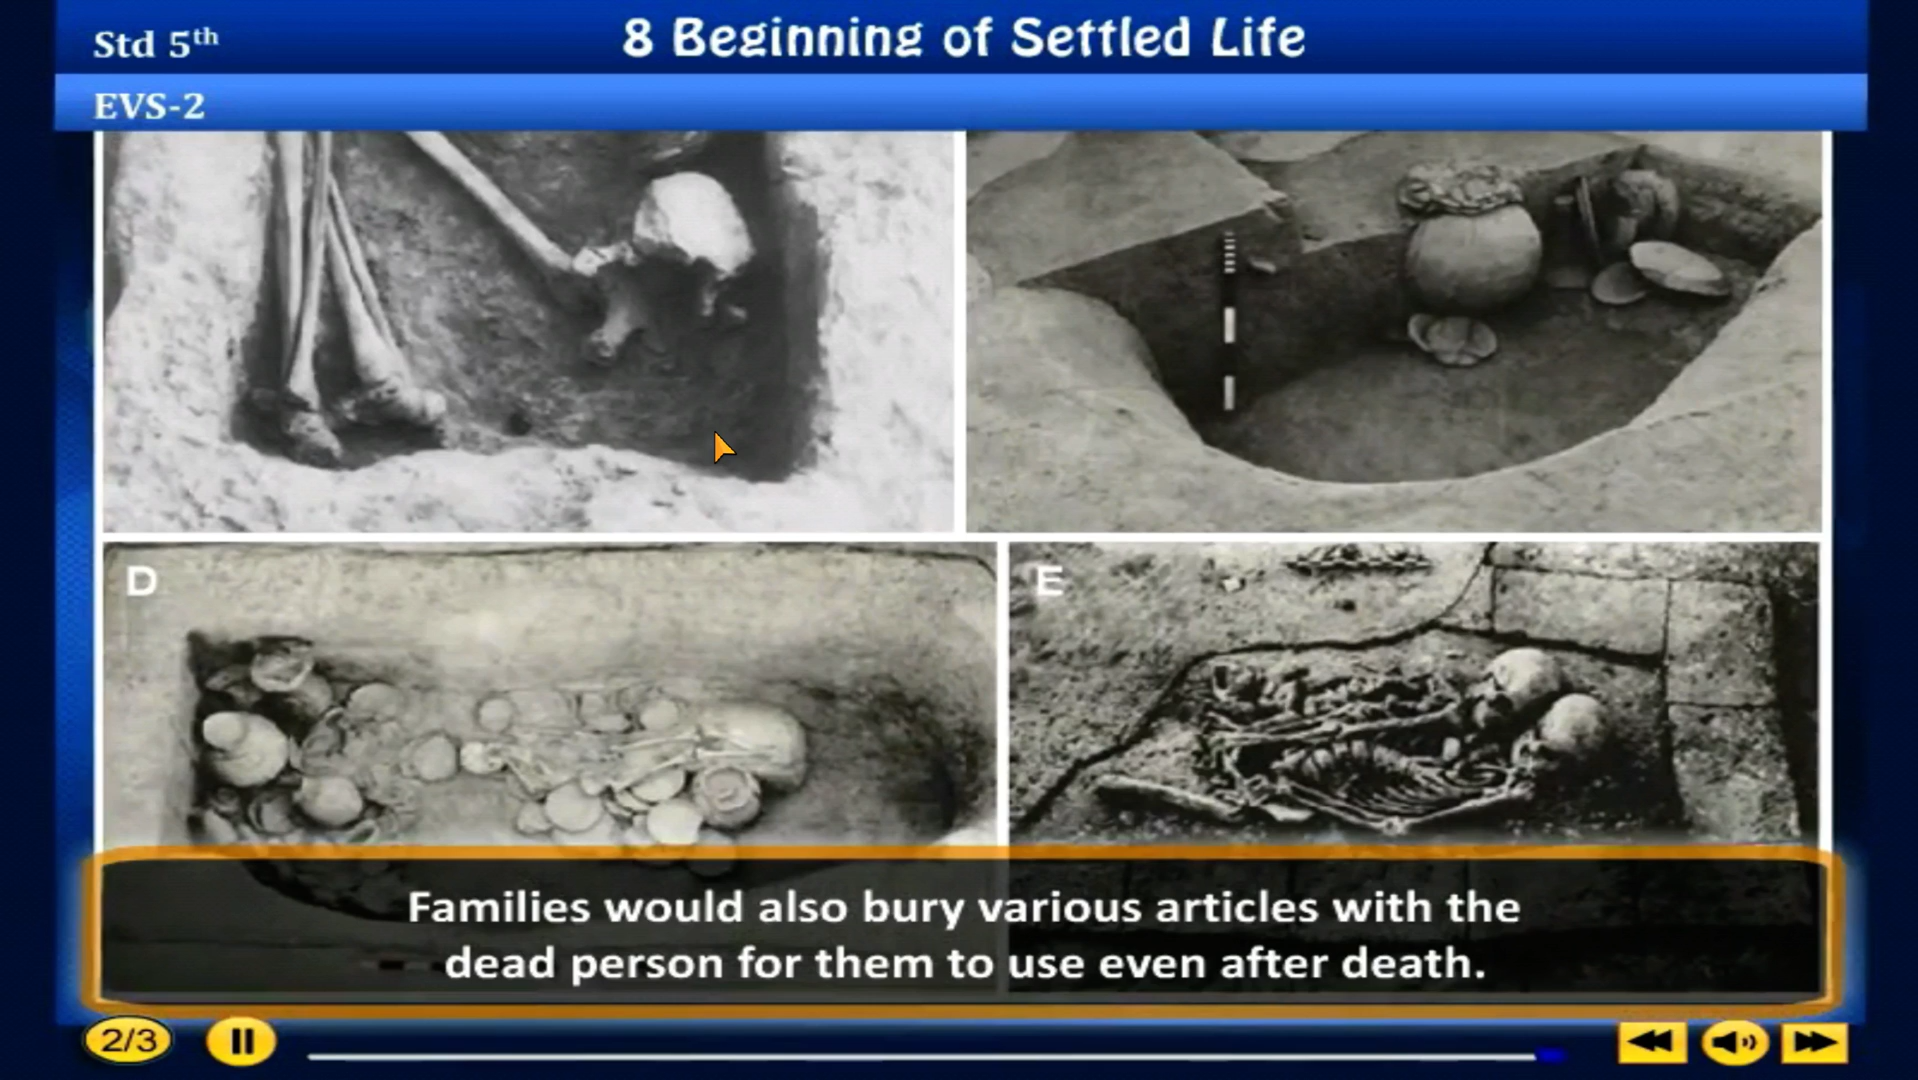 Std 5th
8 Beginning of Settled Life
EVS-2
D
E
Families would also bury various articles with the
dead person for them to use even after death.
2/3